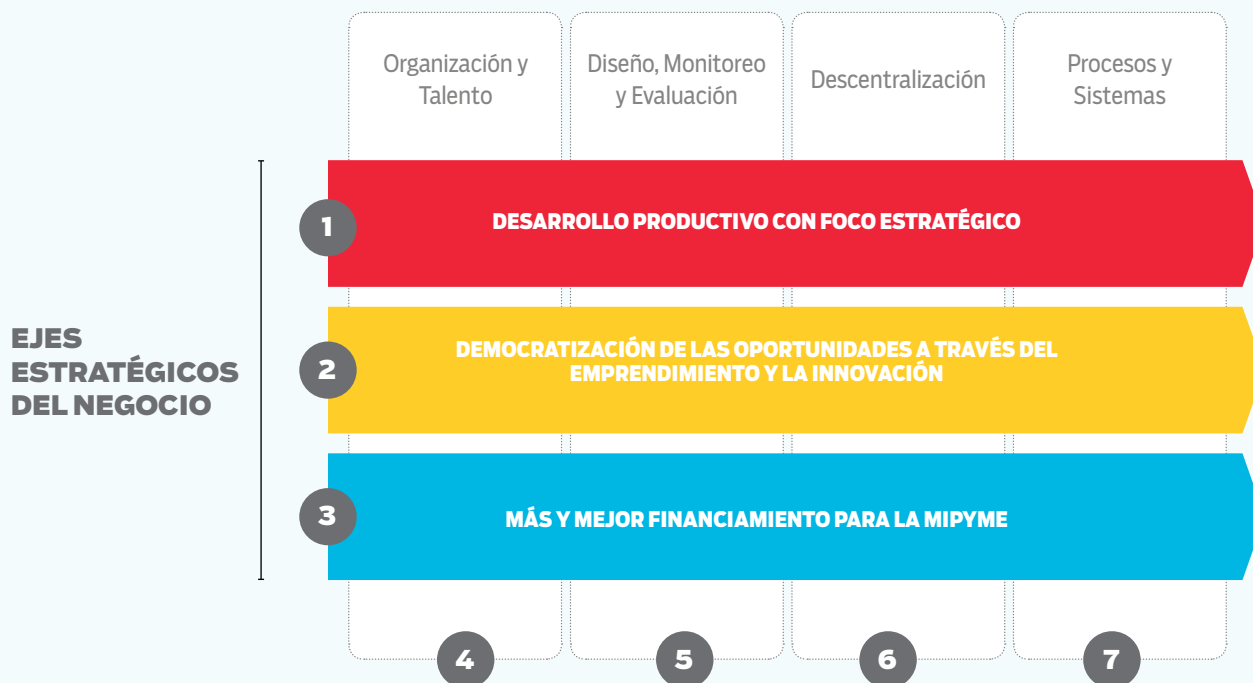 Organización y
Talento
Diseño, Monitoreo
y Evaluación
Descentralización
Procesos y
Sistemas
EJES
ESTRATÉGICOS
DEL NEGOCIO
1
DESARROLLO PRODUCTIVO CON FOCO ESTRATÉGICO
2
DEMOCRATIZACIÓN DE LAS OPORTUNIDADES A TRAVÉS DEL
EMPRENDIMIENTO Y LA INNOVACIÓN
3
MÁS Y MEJOR FINANCIAMIENTO PARA LA MIPYME
4
5
6
7